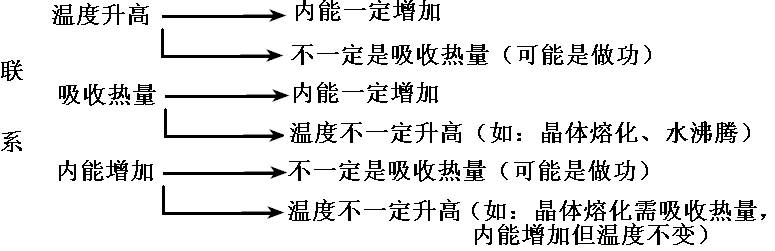 温度升高
内能一定增加
不一定是吸收热量（可能是做功）
联
系
吸收热量
内能一定增加
温度不一定升高（如：晶体熔化、水沸腾）
内能增加
不一定是吸收热量（可能是做功）
温度不一定升高（如：晶体熔化需吸收热量，
内能增加但温度不变）